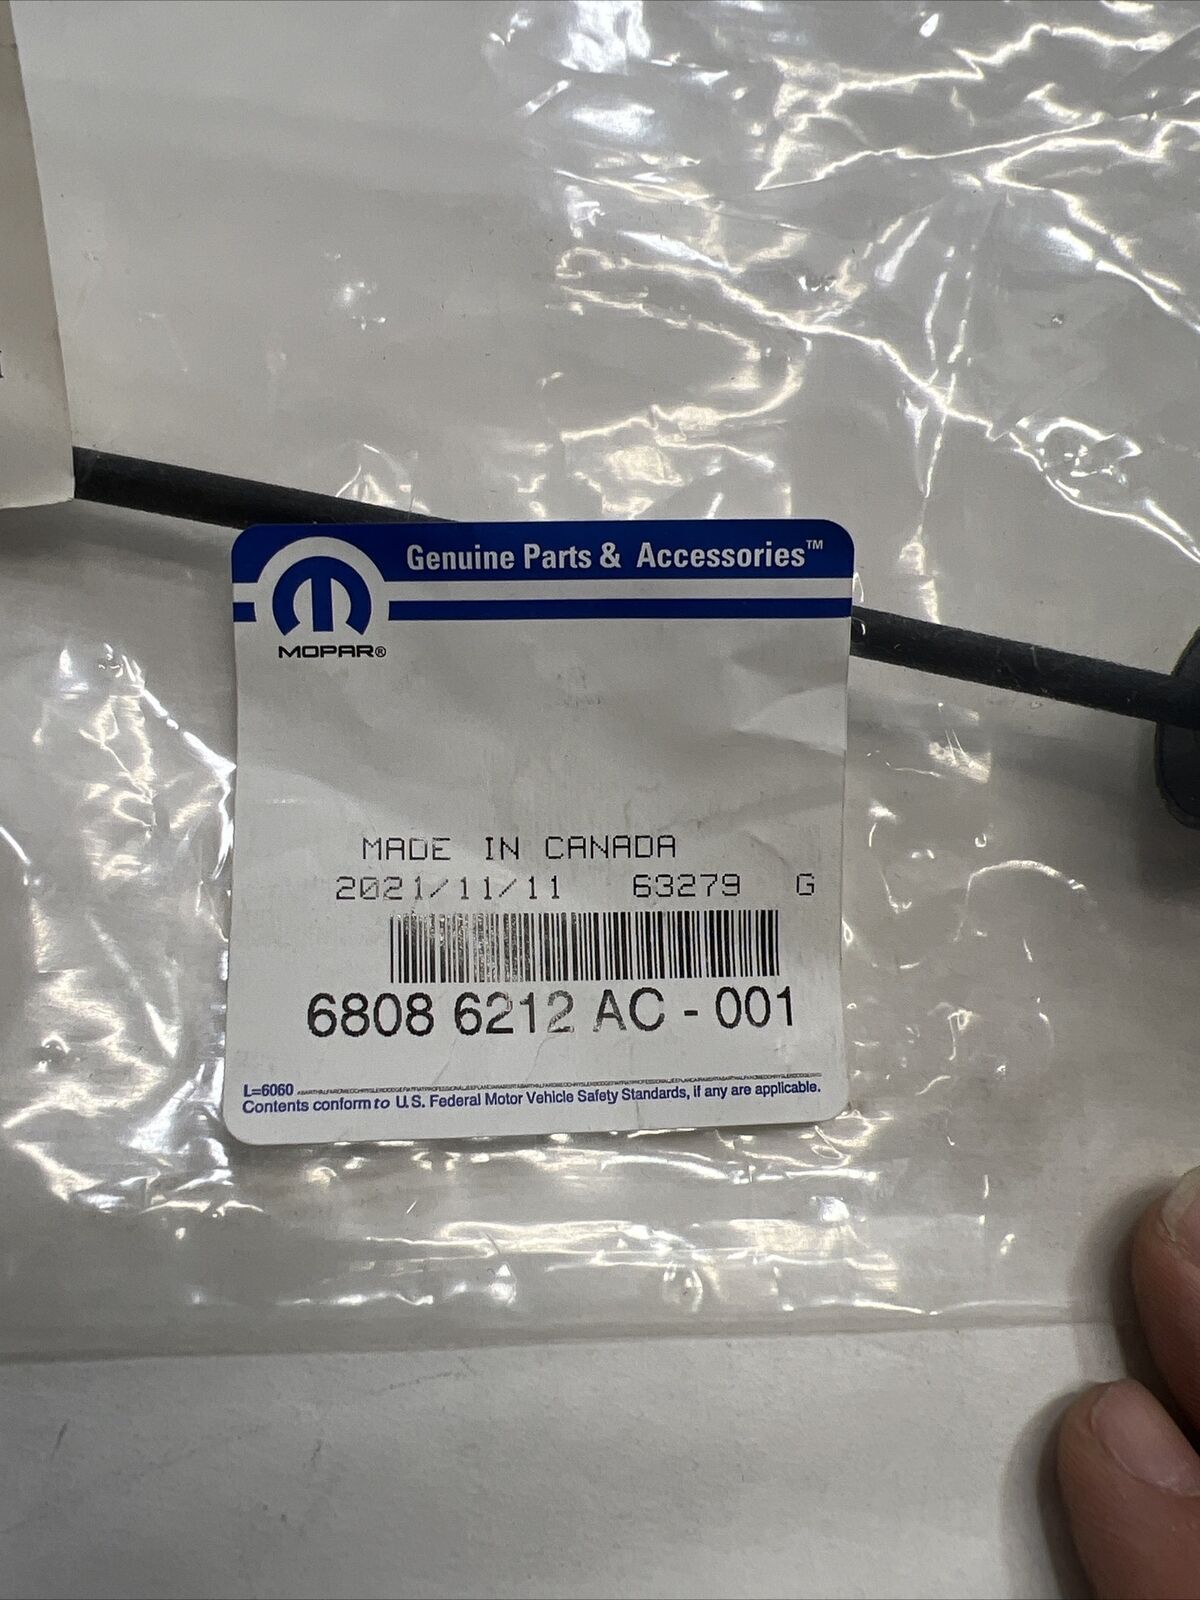 Genuine Parts & Accessories™
MOPAR®
MADE IN CANADA
2021/11/11 63279 G
6808 6212 AC - 001
L=6060
Contents conform to U.S. Federal Motor Vehicle Safety Standards, if any are applicable.